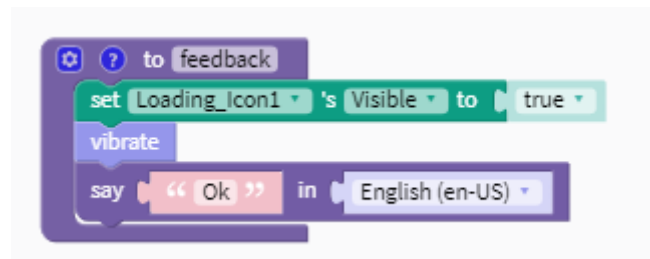 ? to feedback
set Loading_Icon1 's Visible to true
vibrate
say “ Ok ” in English (en-US)